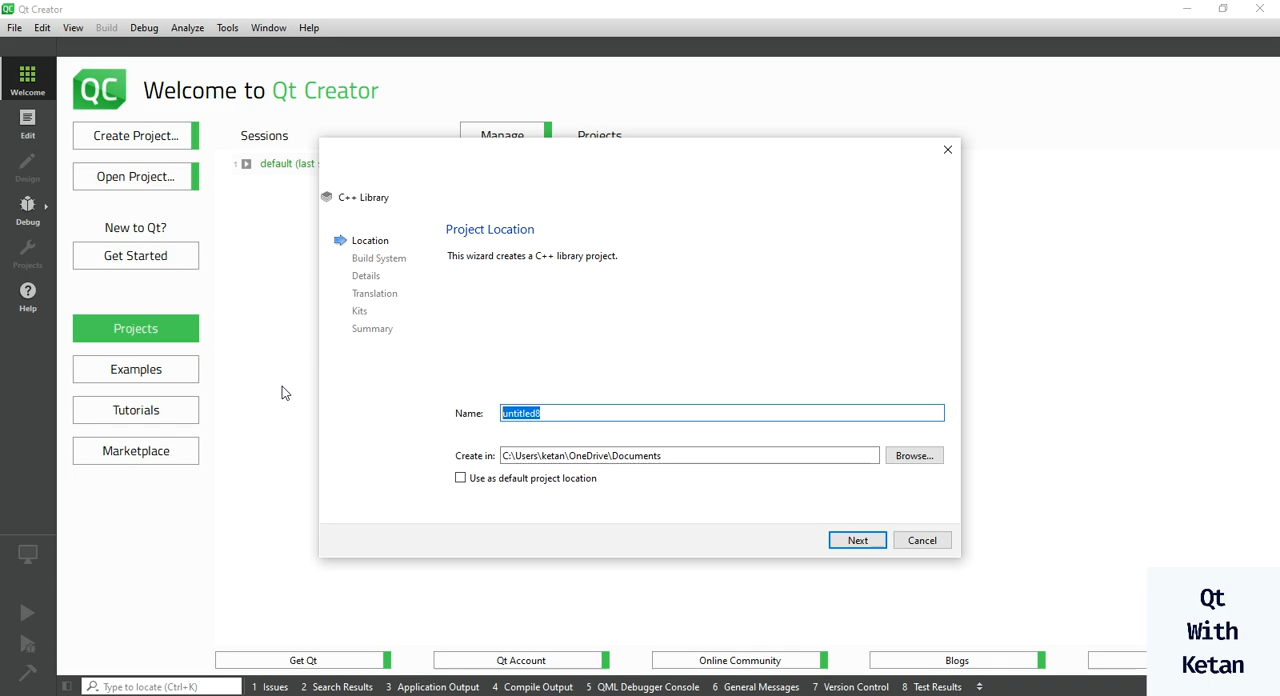 QC Qt Creator
File Edit View Build Debug Analyze Tools Window Help
Welcome
Edit
Design
Debug
Projects
Help
QC Welcome to Qt Creator
Create Project...
Open Project...
New to Qt?
Get Started
Projects
Examples
Tutorials
Marketplace
Sessions
Manage
Projects
1 default (last s
C++ Library
Location
Build System
Details
Translation
Kits
Summary
Project Location
This wizard creates a C++ library project.
Name: untitled8
Create in: C:\Users\ketan\OneDrive\Documents Browse...
Use as default project location
Next Cancel
Get Qt Qt Account Online Community Blogs
Type to locate (Ctrl+K) 1 Issues 2 Search Results 3 Application Output 4 Compile Output 5 QML Debugger Console 6 General Messages 7 Version Control 8 Test Results
Qt
With
Ketan